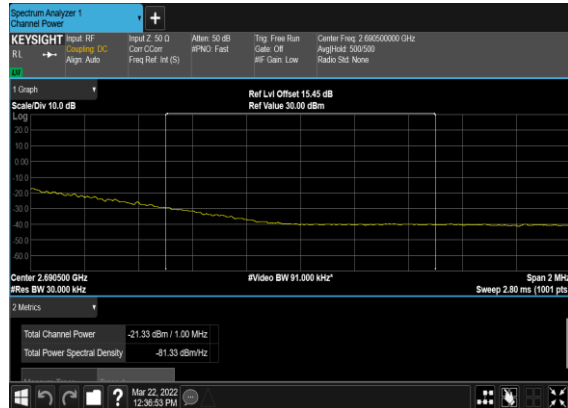 Spectrum Analyzer 1
Channel Power
+
KEYSIGHT
RL
Input: RF
Coupling: DC
Align: Auto
Input Z: 50 Ω
Corr CCorr
Freq Ref: Int (S)
Atten: 50 dB
#PNO: Fast
Trig: Free Run
Gate: Off
#IF Gain: Low
Center Freq: 2.690500000 GHz
Avg|Hold: 500/500
Radio Std: None
1 Graph
Scale/Div 10.0 dB
Ref Lvl Offset 15.45 dB
Ref Value 30.00 dBm
Log
20.0
10.0
0.00
-10.0
-20.0
-30.0
-40.0
-50.0
-60.0
Center 2.690500 GHz
#Video BW 91.000 kHz*
Span 2 MHz
#Res BW 30.000 kHz
Sweep 2.80 ms (1001 pts
2 Metrics
Total Channel Power -21.33 dBm / 1.00 MHz
Total Power Spectral Density -81.33 dBm/Hz
?
Mar 22, 2022
12:36:53 PM